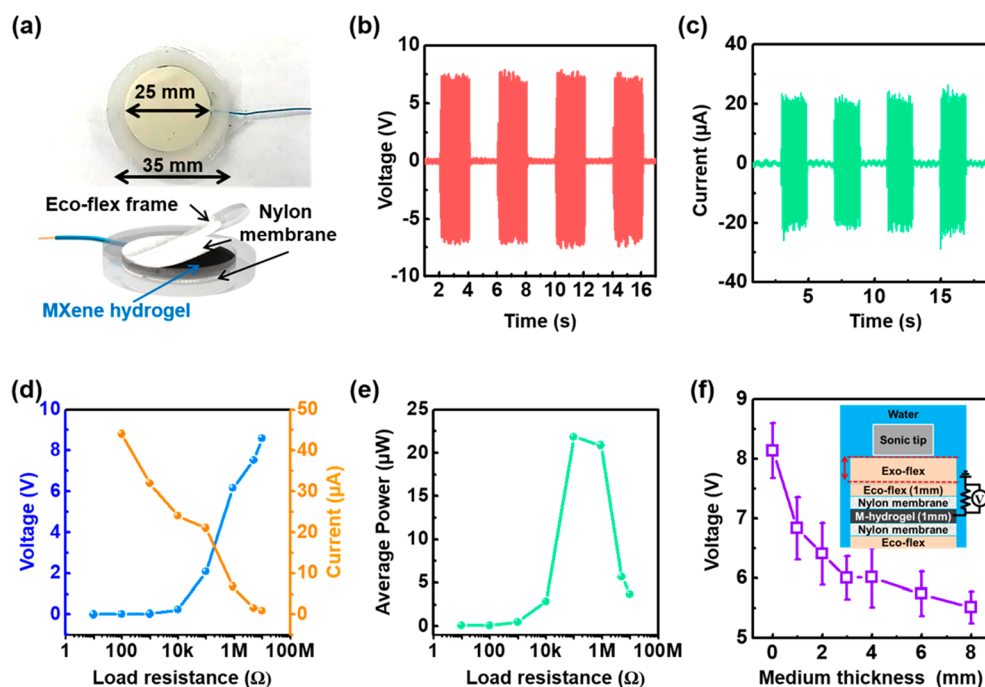 (a)
25 mm
35 mm
Eco-flex frame
Nylon
membrane
MXene hydrogel
(b)
Voltage (V)
10
5
0
-5
-10
2 4 6 8 10 12 14 16
Time (s)
(c)
Current (µA)
40
20
0
-20
-40
5 10 15
Time (s)
(d)
Voltage (V)
10
8
6
4
2
0
50
40
30
20
10
0
Current (µA)
1 100 10k 1M 100M
Load resistance (Ω)
(e)
Average Power (µW)
25
20
15
10
5
0
1 100 10k 1M 100M
Load resistance (Ω)
(f)
Voltage (V)
9
8
7
6
5
0 2 4 6 8
Medium thickness (mm)
Water
Sonic tip
Exo-flex
Eco-flex (1mm)
Nylon membrane
M-hydrogel (1mm)
Nylon membrane
Eco-flex
V